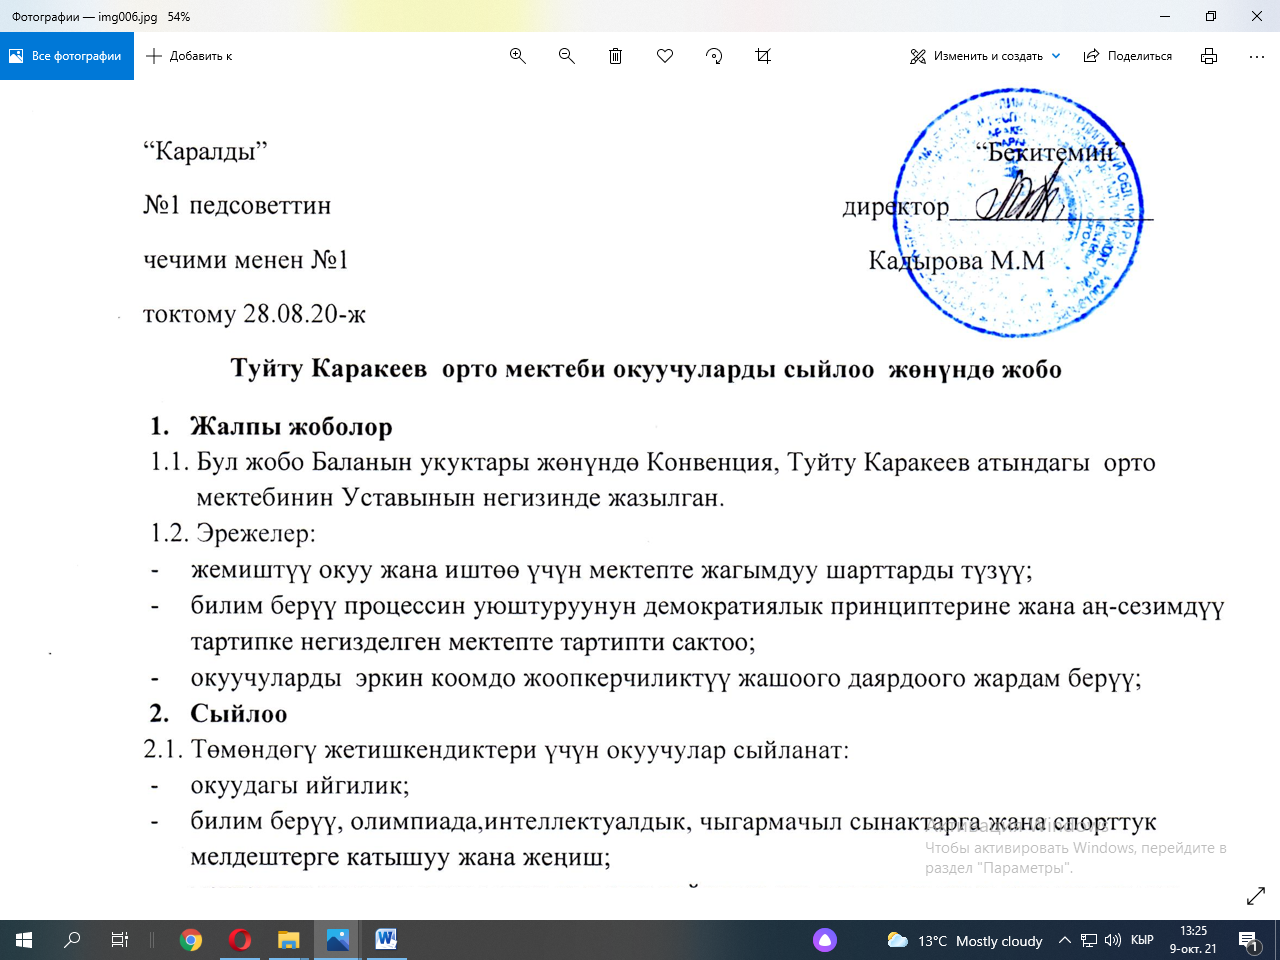 Фотографии — img006.jpg 54%
Все фотографии
Добавить к
Изменить и создать
Поделиться
“Каралды” “Бекитемин”
№1 педсоветтин директор
чечими менен №1 Кадырова М.М
токтому 28.08.20-ж
Туйту Каракеев орто мектеби окуучуларды сыйлоо жөнүндө жобо
1. Жалпы жоболор
1.1. Бул жобо Баланын укуктары жөнүндө Конвенция, Туйту Каракеев атындагы орто
мектебинин Уставынын негизинде жазылган.
1.2. Эрежелер:
- жемиштүү окуу жана иштөө үчүн мектепте жагымдуу шарттарды түзүү;
- билим берүү процессин уюштуруунун демократиялык принциптерине жана аң-сезимдүү
тартипке негизделген мектепте тартипти сактоо;
- окуучуларды эркин коомдо жоопкерчиликтүү жашоого даярдоого жардам берүү;
2. Сыйлоо
2.1. Төмөндөгү жетишкендиктери үчүн окуучулар сыйланат:
- окуудагы ийгилик;
- билим берүү, олимпиада,интеллектуалдык, чыгармачыл сынактарга жана спорттук
мелдештерге катышуу жана жеңиш;
Активация Windows
Чтобы активировать Windows, перейдите в
раздел "Параметры".
13°C Mostly cloudy
КЫР
13:25
9-окт. 21
1